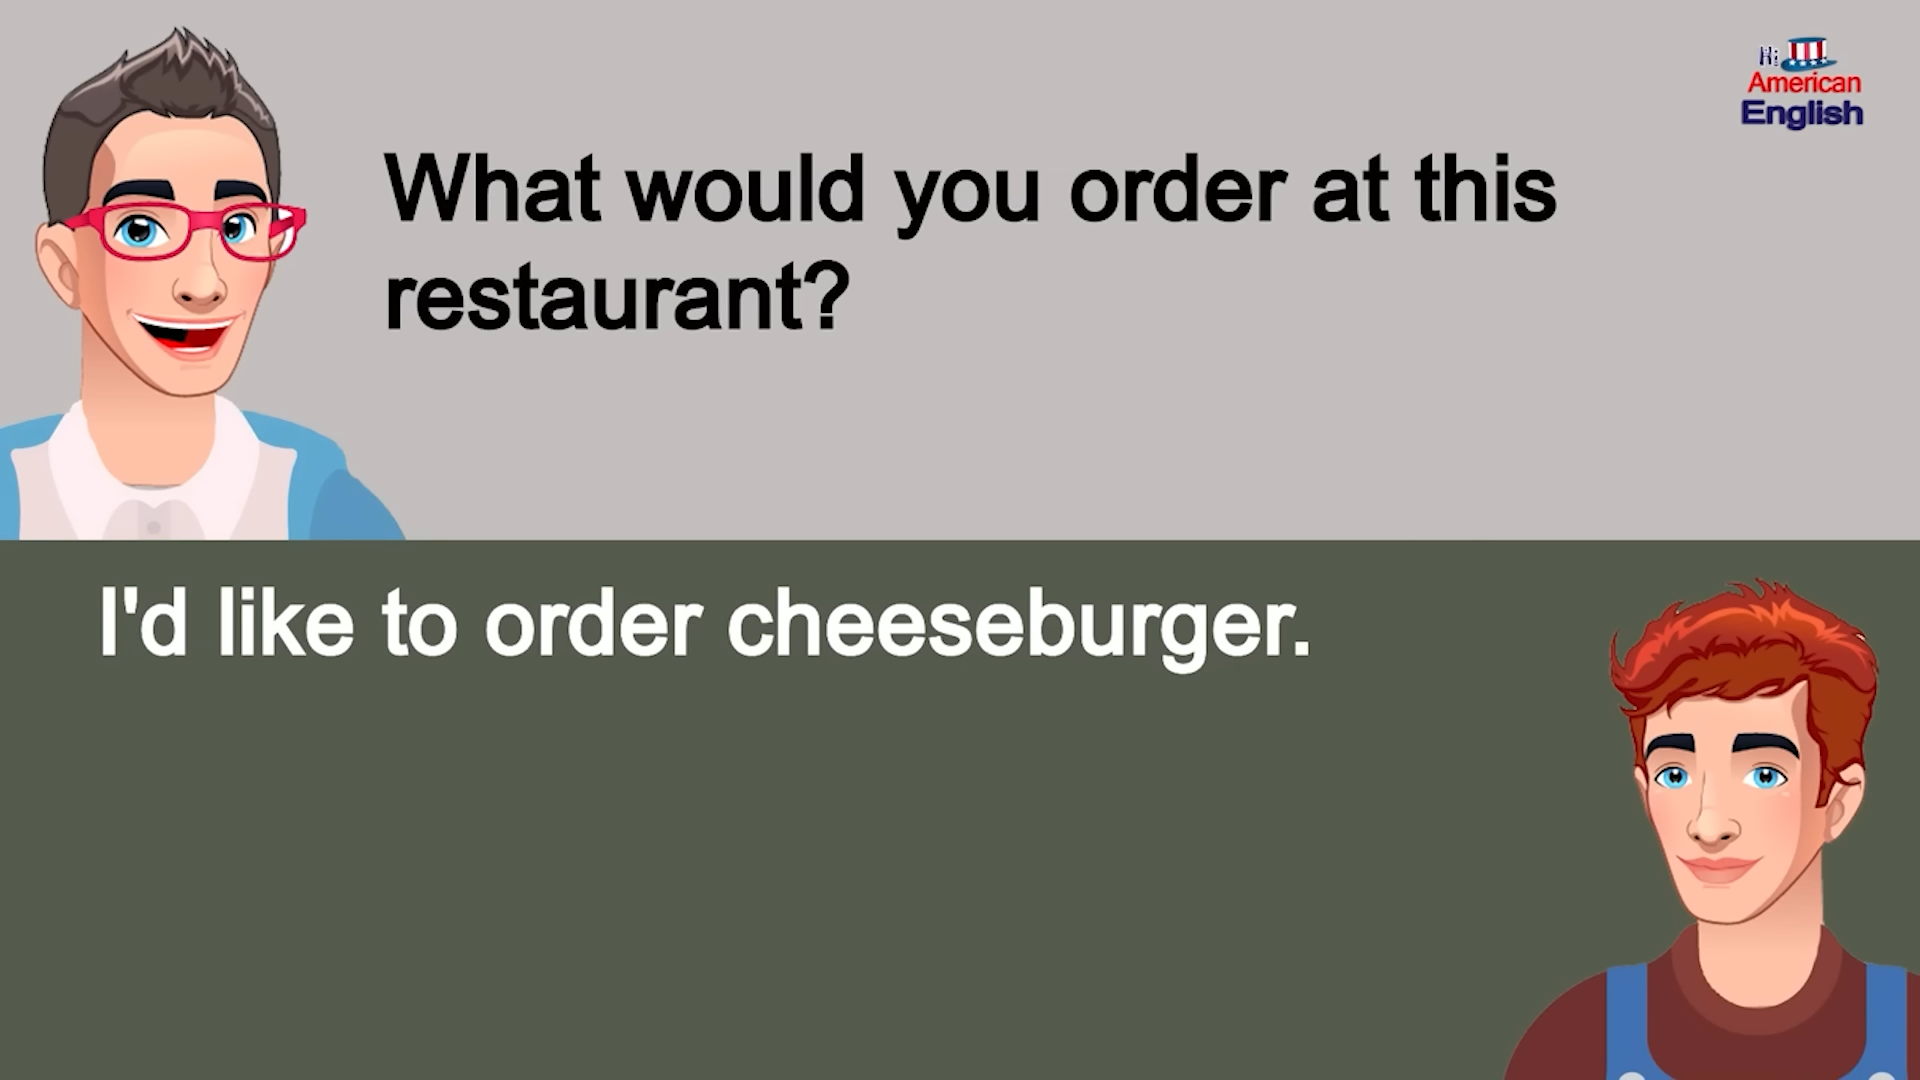 Hi
American
English
What would you order at this
restaurant?
I'd like to order cheeseburger.